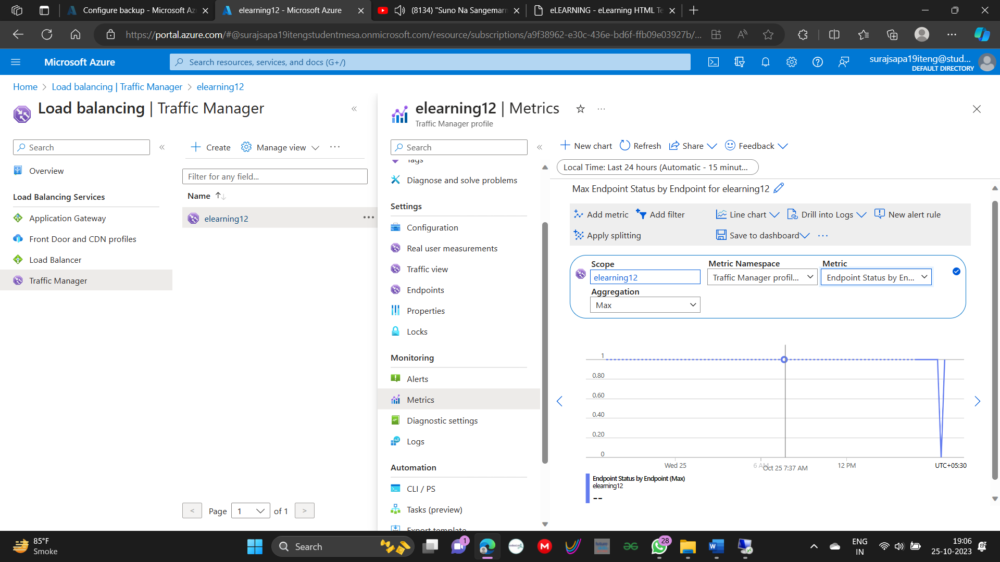 Configure backup - Microsoft Az
elearning12 - Microsoft Azure
(8134) "Suno Na Sangemarm
eLEARNING - eLearning HTML Te
https://portal.azure.com/#@surajsapa19itengstudentmesa.onmicrosoft.com/resource/subscriptions/a9f38962-e30c-436e-bd6f-ffb09e03927b/...
Microsoft Azure
Search resources, services, and docs (G+/)
surajsapa19iteng@stud...
DEFAULT DIRECTORY
Home > Load balancing | Traffic Manager > elearning12
Load balancing | Traffic Manager
Search
Overview
Load Balancing Services
Application Gateway
Front Door and CDN profiles
Load Balancer
Traffic Manager
Create
Manage view
Filter for any field...
Name
elearning12
< Page 1 of 1 >
elearning12 | Metrics
Traffic Manager profile
Search
Tags
Diagnose and solve problems
Settings
Configuration
Real user measurements
Traffic view
Endpoints
Properties
Locks
Monitoring
Alerts
Metrics
Diagnostic settings
Logs
Automation
CLI / PS
Tasks (preview)
Export template
New chart
Refresh
Share
Feedback
Local Time: Last 24 hours (Automatic - 15 minut...
Max Endpoint Status by Endpoint for elearning12
Add metric
Add filter
Line chart
Drill into Logs
New alert rule
Apply splitting
Save to dashboard
Scope
elearning12
Metric Namespace
Traffic Manager profil...
Metric
Endpoint Status by En...
Aggregation
Max
1
0.80
0.60
0.40
0.20
0
Wed 25
6 AM
Oct 25 7:37 AM
12 PM
UTC+05:30
Endpoint Status by Endpoint (Max)
elearning12
--
85°F
Smoke
Search
1
28
ENG
IN
19:06
25-10-2023